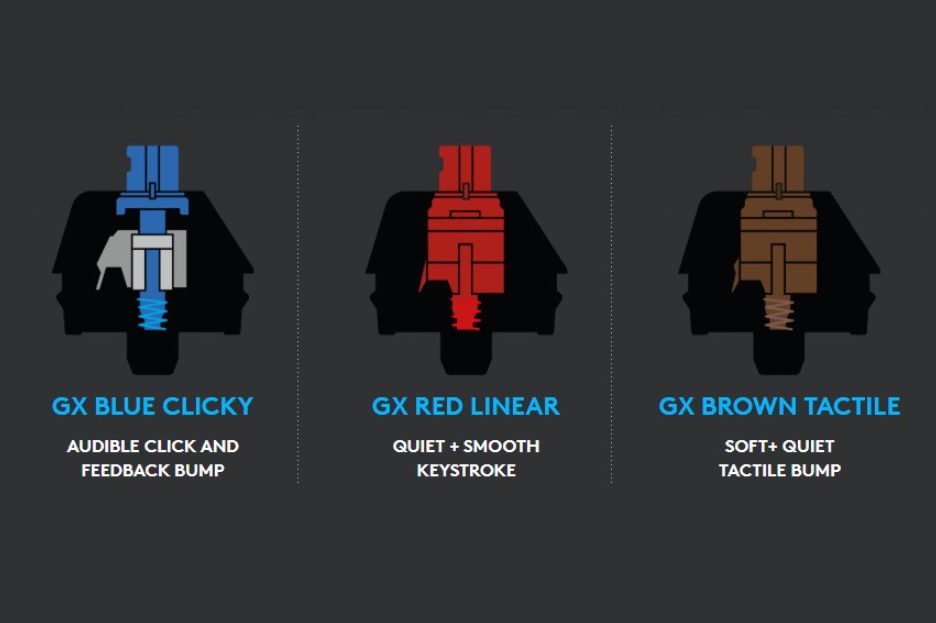 GX BLUE CLICKY
AUDIBLE CLICK AND
FEEDBACK BUMP
GX RED LINEAR
QUIET + SMOOTH
KEYSTROKE
GX BROWN TACTILE
SOFT+ QUIET
TACTILE BUMP